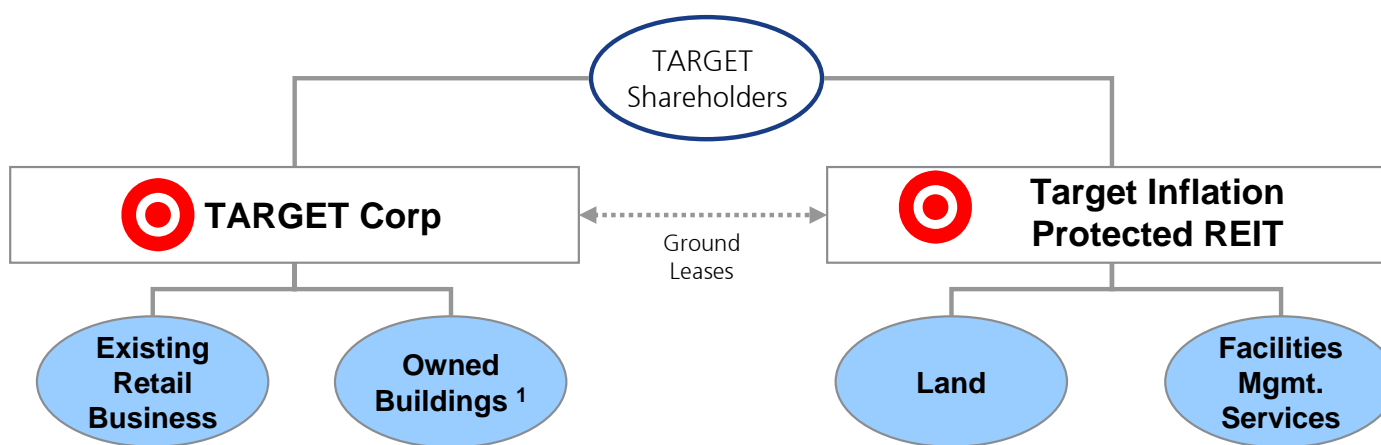 TARGET
Shareholders
TARGET Corp
Target Inflation
Protected REIT
Ground
Leases
Existing
Retail
Business
Owned
Buildings 1
Land
Facilities
Mgmt.
Services